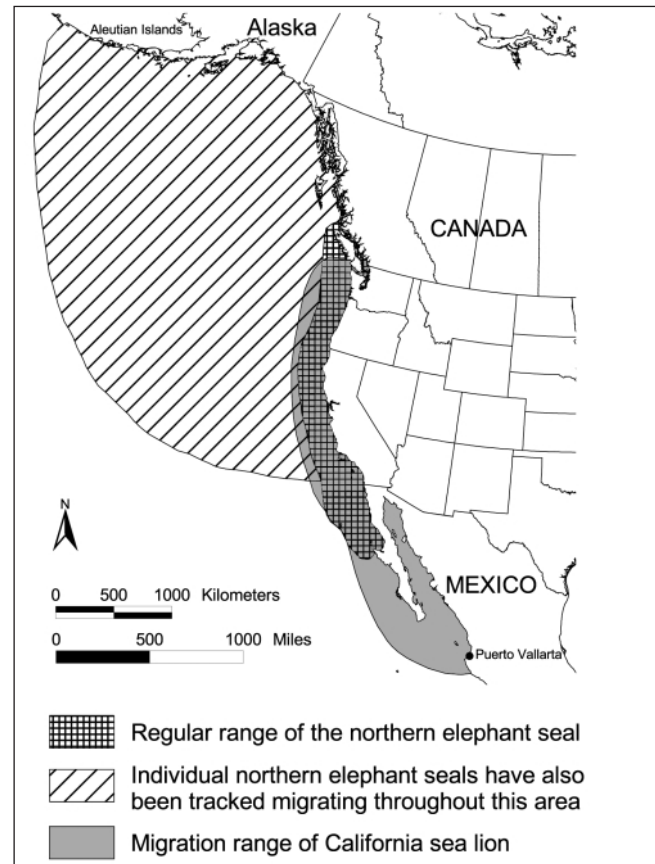 Aleutian Islands
Alaska
CANADA
N
0 500 1000 Kilometers
0 500 1000 Miles
MEXICO
Puerto Vallarta
Regular range of the northern elephant seal
Individual northern elephant seals have also
been tracked migrating throughout this area
Migration range of California sea lion